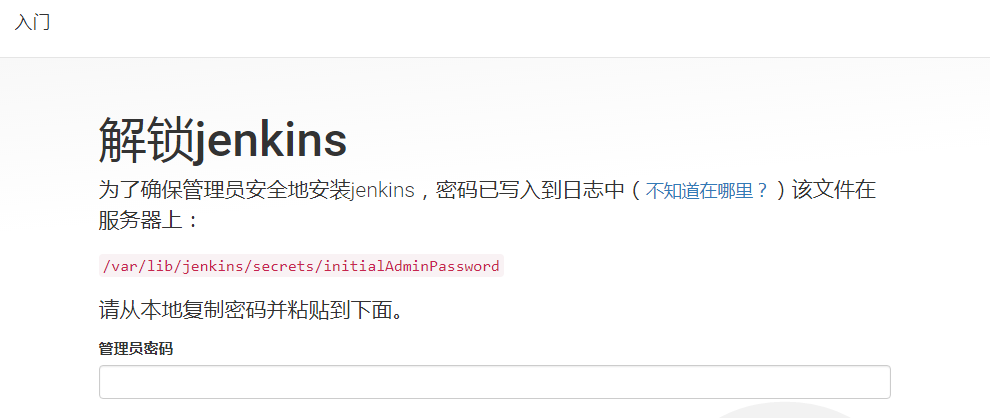 入门
解锁jenkins
为了确保管理员安全地安装jenkins，密码已写入到日志中（不知道在哪里？）该文件在
服务器上：
/var/lib/jenkins/secrets/initialAdminPassword
请从本地复制密码并粘贴到下面。
管理员密码